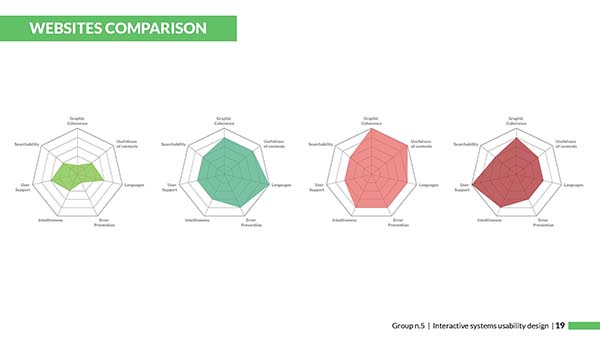 WEBSITES COMPARISON
Graphic
Coherence
Usefulness
of contents
Languages
Error
Prevention
Intuitiveness
User
Support
Searchability
Graphic
Coherence
Usefulness
of contents
Languages
Error
Prevention
Intuitiveness
User
Support
Searchability
Graphic
Coherence
Usefulness
of contents
Languages
Error
Prevention
Intuitiveness
User
Support
Searchability
Graphic
Coherence
Usefulness
of contents
Languages
Error
Prevention
Intuitiveness
User
Support
Searchability
Group n.5 | Interactive systems usability design | 19